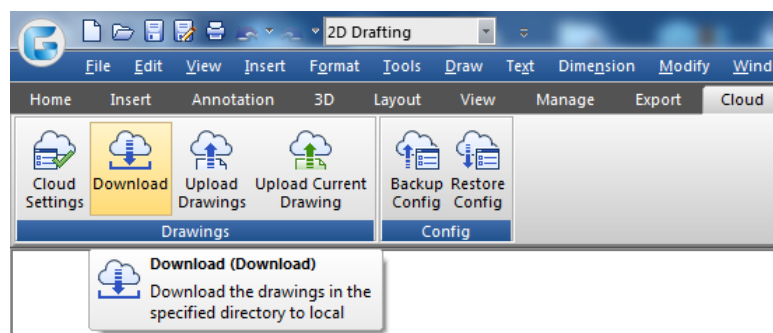 2D Drafting
File Edit View Insert Format Tools Draw Text Dimension Modify Wind
Home Insert Annotation 3D Layout View Manage Export Cloud
Cloud Settings Download Upload Drawings Upload Current Drawing Backup Config Restore Config
Drawings Config
Download (Download)
Download the drawings in the
specified directory to local